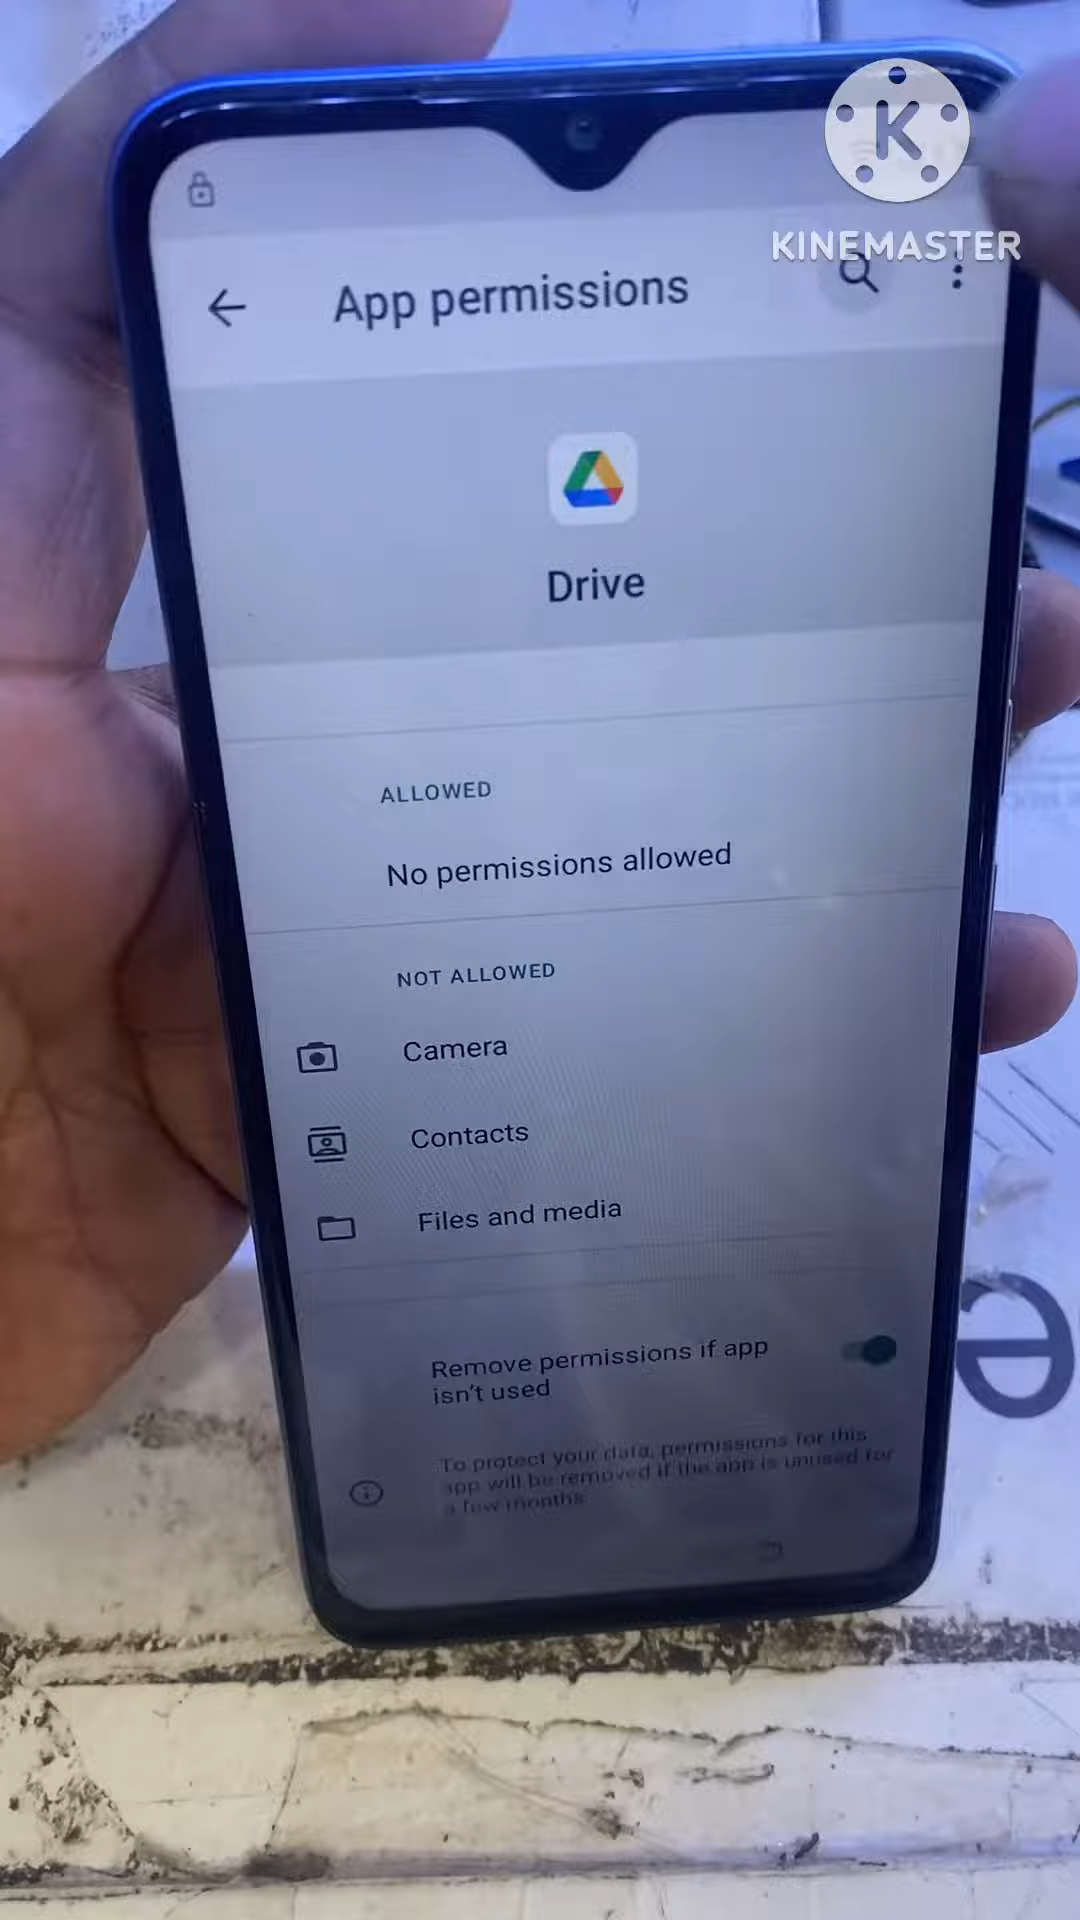 K
KINEMASTER
App permissions
Drive
ALLOWED
No permissions allowed
NOT ALLOWED
Camera
Contacts
Files and media
Remove permissions if app
isn't used
To protect your data, permissions for this
app will be removed if the app is unused for
a few months
e